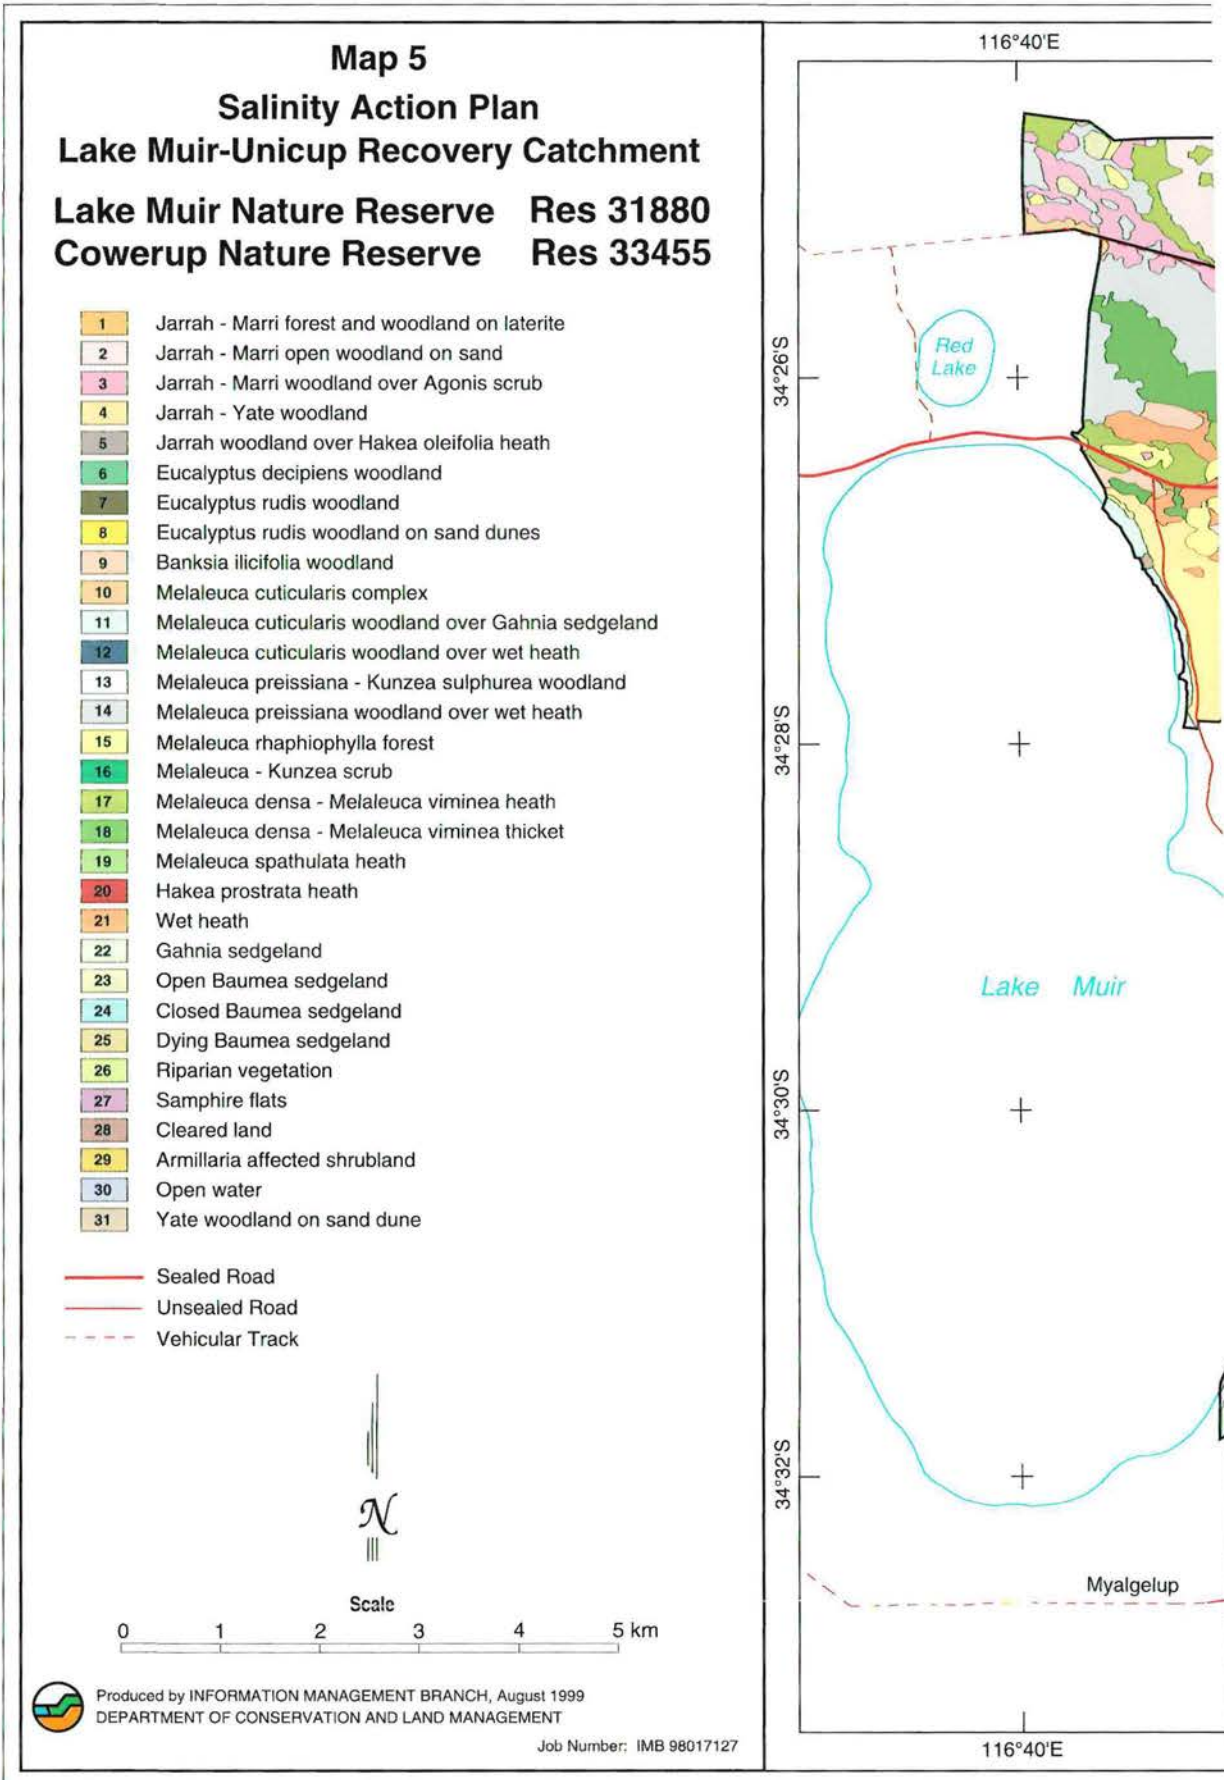 Map 5
Salinity Action Plan
Lake Muir-Unicup Recovery Catchment
Lake Muir Nature Reserve Res 31880
Cowerup Nature Reserve Res 33455
1 Jarrah - Marri forest and woodland on laterite
2 Jarrah - Marri open woodland on sand
3 Jarrah - Marri woodland over Agonis scrub
4 Jarrah - Yate woodland
5 Jarrah woodland over Hakea oleifolia heath
6 Eucalyptus decipiens woodland
7 Eucalyptus rudis woodland
8 Eucalyptus rudis woodland on sand dunes
9 Banksia ilicifolia woodland
10 Melaleuca cuticularis complex
11 Melaleuca cuticularis woodland over Gahnia sedgeland
12 Melaleuca cuticularis woodland over wet heath
13 Melaleuca preissiana - Kunzea sulphurea woodland
14 Melaleuca preissiana woodland over wet heath
15 Melaleuca rhaphiophylla forest
16 Melaleuca - Kunzea scrub
17 Melaleuca densa - Melaleuca viminea heath
18 Melaleuca densa - Melaleuca viminea thicket
19 Melaleuca spathulata heath
20 Hakea prostrata heath
21 Wet heath
22 Gahnia sedgeland
23 Open Baumea sedgeland
24 Closed Baumea sedgeland
25 Dying Baumea sedgeland
26 Riparian vegetation
27 Samphire flats
28 Cleared land
29 Armillaria affected shrubland
30 Open water
31 Yate woodland on sand dune
Sealed Road
Unsealed Road
Vehicular Track
N
Scale
0 1 2 3 4 5 km
Produced by INFORMATION MANAGEMENT BRANCH, August 1999
DEPARTMENT OF CONSERVATION AND LAND MANAGEMENT
Job Number: IMB 98017127
116°40'E
34°26'S
Red
Lake
34°28'S
Lake Muir
34°30'S
34°32'S
Myalgelup
116°40'E